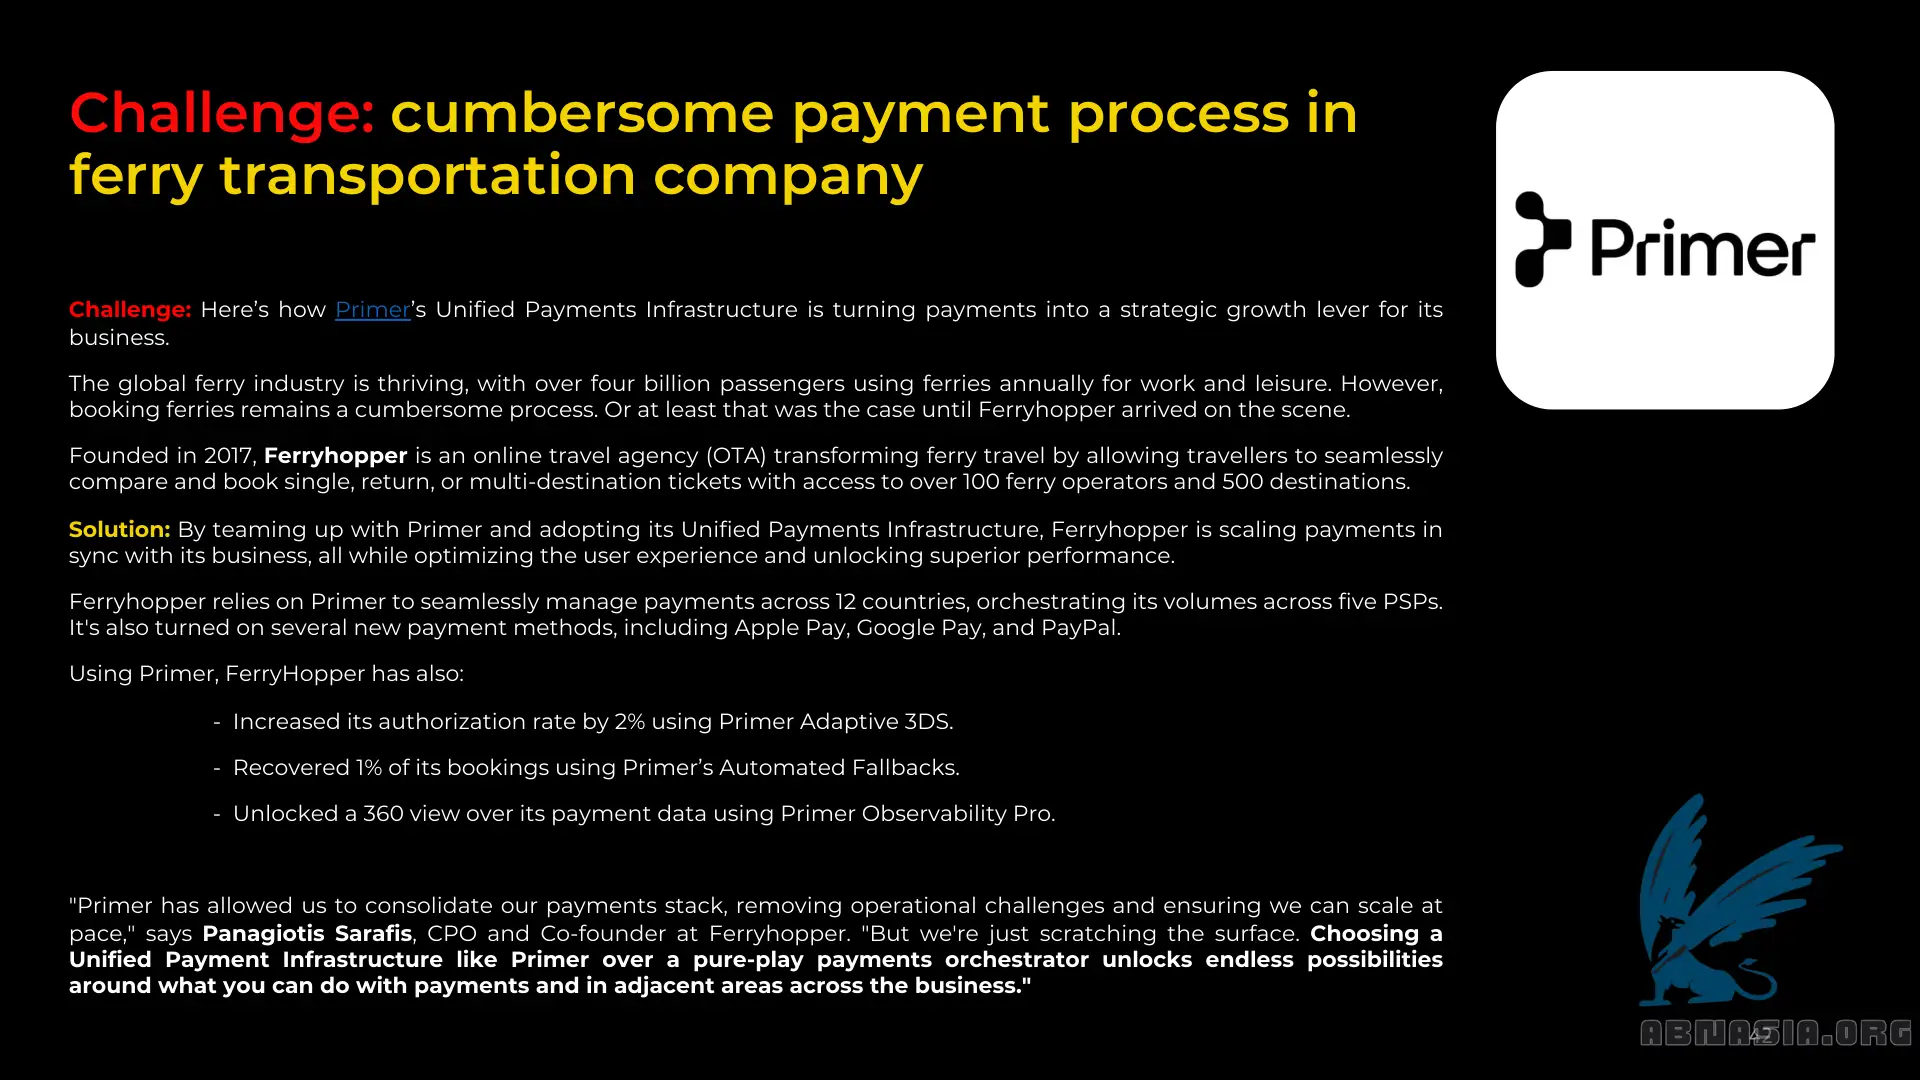 Challenge: cumbersome payment process in
ferry transportation company
Primer
Challenge: Here’s how Primer’s Unified Payments Infrastructure is turning payments into a strategic growth lever for its
business.
The global ferry industry is thriving, with over four billion passengers using ferries annually for work and leisure. However,
booking ferries remains a cumbersome process. Or at least that was the case until Ferryhopper arrived on the scene.
Founded in 2017, Ferryhopper is an online travel agency (OTA) transforming ferry travel by allowing travellers to seamlessly
compare and book single, return, or multi-destination tickets with access to over 100 ferry operators and 500 destinations.
Solution: By teaming up with Primer and adopting its Unified Payments Infrastructure, Ferryhopper is scaling payments in
sync with its business, all while optimizing the user experience and unlocking superior performance.
Ferryhopper relies on Primer to seamlessly manage payments across 12 countries, orchestrating its volumes across five PSPs.
It's also turned on several new payment methods, including Apple Pay, Google Pay, and PayPal.
Using Primer, FerryHopper has also:
- Increased its authorization rate by 2% using Primer Adaptive 3DS.
- Recovered 1% of its bookings using Primer’s Automated Fallbacks.
- Unlocked a 360 view over its payment data using Primer Observability Pro.
"Primer has allowed us to consolidate our payments stack, removing operational challenges and ensuring we can scale at
pace," says Panagiotis Sarafis, CPO and Co-founder at Ferryhopper. "But we're just scratching the surface. Choosing a
Unified Payment Infrastructure like Primer over a pure-play payments orchestrator unlocks endless possibilities
around what you can do with payments and in adjacent areas across the business."
ABNASIA.ORG
42